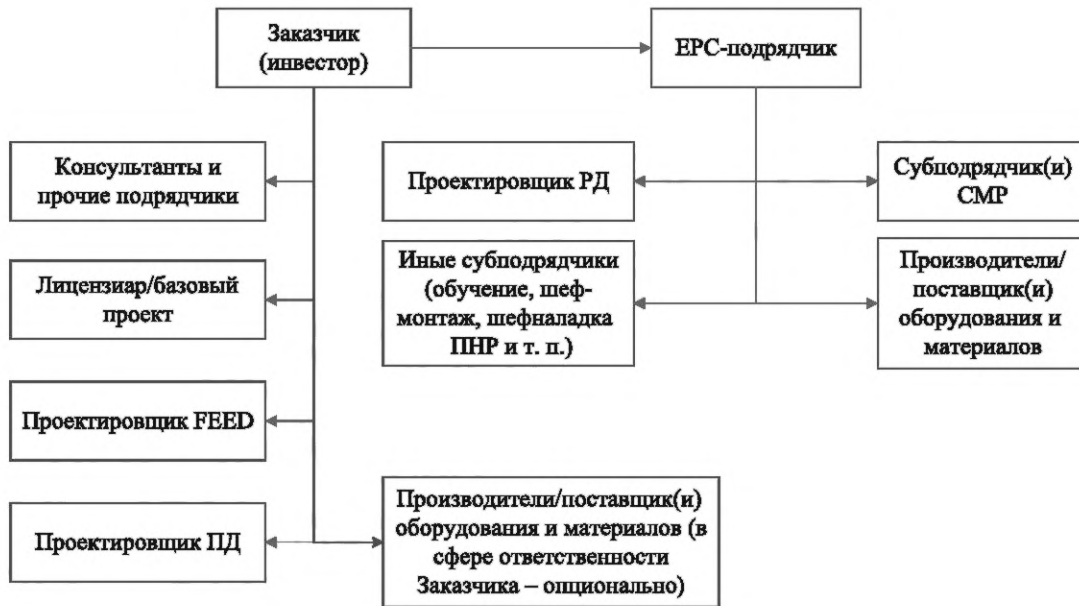 Заказчик
(инвестор)
EPC-подрядчик
Консультанты и
прочие подрядчики
Проектировщик РД
Субподрядчик(и)
СМР
Лицензиар/базовый
проект
Иные субподрядчики
(обучение, шеф-
монтаж, шефналадка
ПНР и т. п.)
Производители/
поставщик(и)
оборудования и
материалов
Проектировщик FEED
Проектировщик ПД
Производители/поставщик(и)
оборудования и материалов (в
сфере ответственности
Заказчика – опционально)